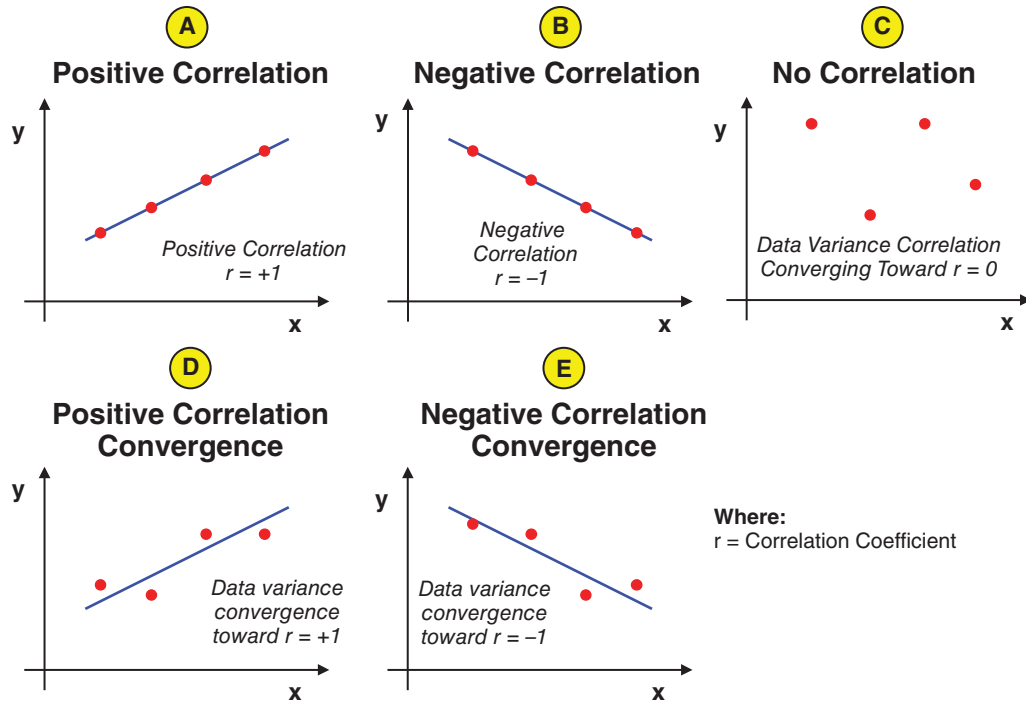 A
Positive Correlation
y
Positive Correlation
r = +1
x
B
Negative Correlation
y
Negative
Correlation
r = –1
x
C
No Correlation
y
Data Variance Correlation
Converging Toward r = 0
x
D
Positive Correlation
Convergence
y
Data variance
convergence
toward r = +1
x
E
Negative Correlation
Convergence
y
Data variance
convergence
toward r = –1
x
Where:
r = Correlation Coefficient